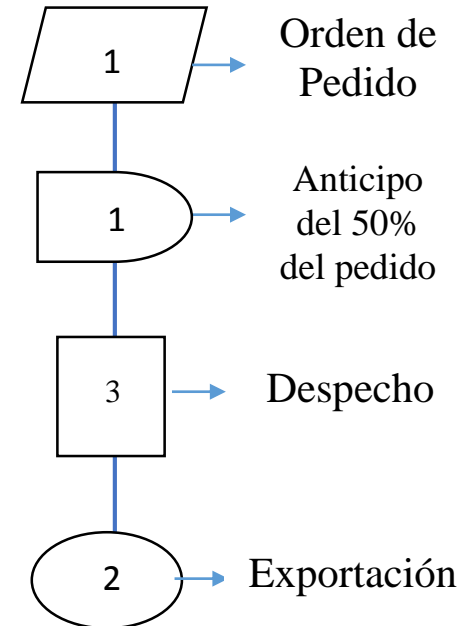 1
Orden de
Pedido
1
Anticipo
del 50%
del pedido
3
Despecho
2
Exportación